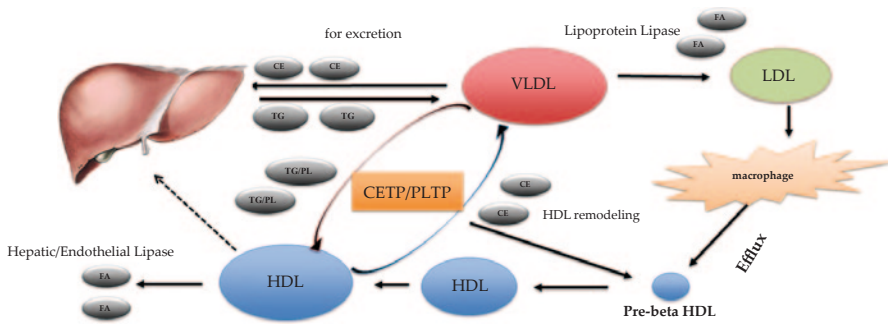 for excretion
Lipoprotein Lipase
FA
FA
CE
CE
VLDL
LDL
TG
TG
TG/PL
TG/PL
CETP/PLTP
CE
CE
HDL remodeling
macrophage
Efflux
Hepatic/Endothelial Lipase
FA
FA
HDL
HDL
Pre-beta HDL